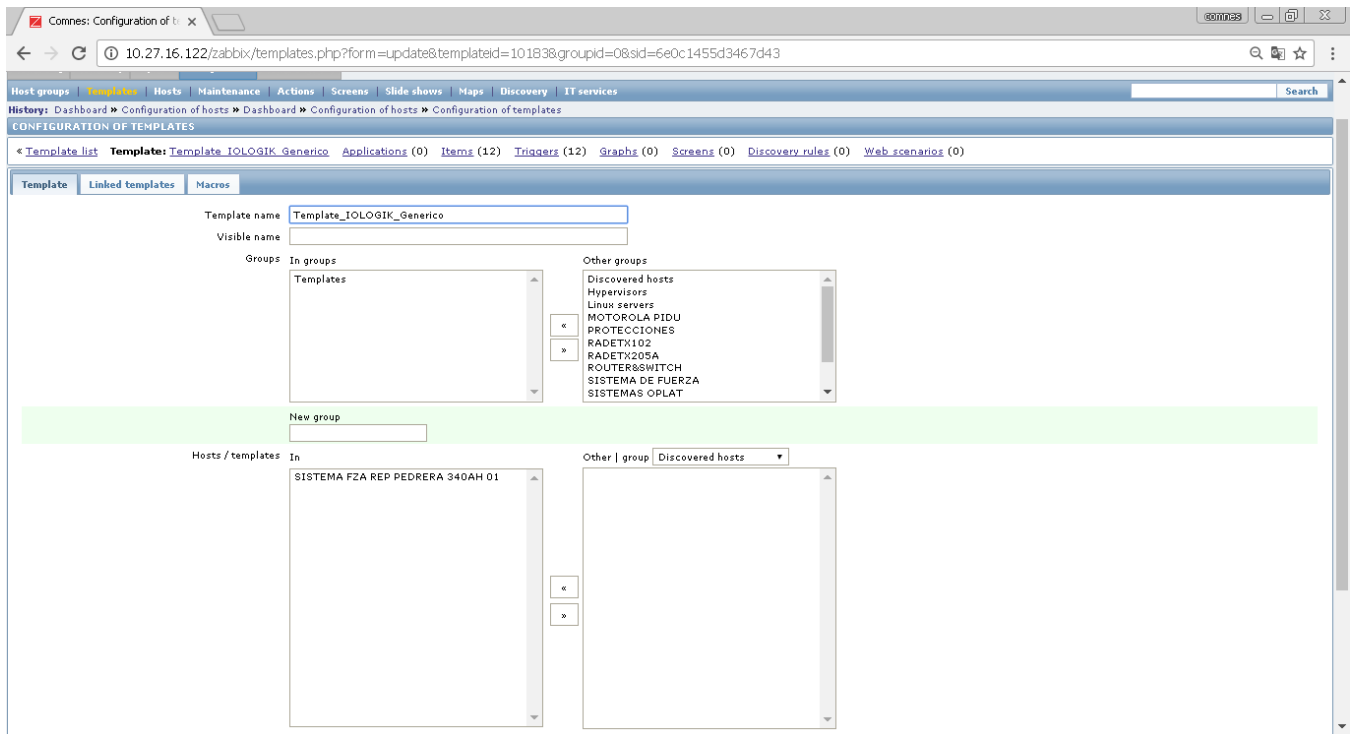 Comnes: Configuration of t
comnes
10.27.16.122/zabbix/templates.php?form=update&templateid=10183&groupid=0&sid=6e0c1455d3467d43
Host groups | Templates | Hosts | Maintenance | Actions | Screens | Slide shows | Maps | Discovery | IT services
Search
History: Dashboard » Configuration of hosts » Dashboard » Configuration of hosts » Configuration of templates
CONFIGURATION OF TEMPLATES
« Template list Template: Template_IOLOGIK_Generico Applications (0) Items (12) Triggers (12) Graphs (0) Screens (0) Discovery rules (0) Web scenarios (0)
Template Linked templates Macros
Template name Template_IOLOGIK_Generico
Visible name
Groups In groups Other groups
Templates
Discovered hosts
Hypervisors
Linux servers
MOTOROLA PIDU
PROTECCIONES
RADETX102
RADETX205A
ROUTER&SWITCH
SISTEMA DE FUERZA
SISTEMAS OPLAT
«
»
New group
Hosts / templates In Other | group Discovered hosts
SISTEMA FZA REP PEDRERA 340AH 01
«
»